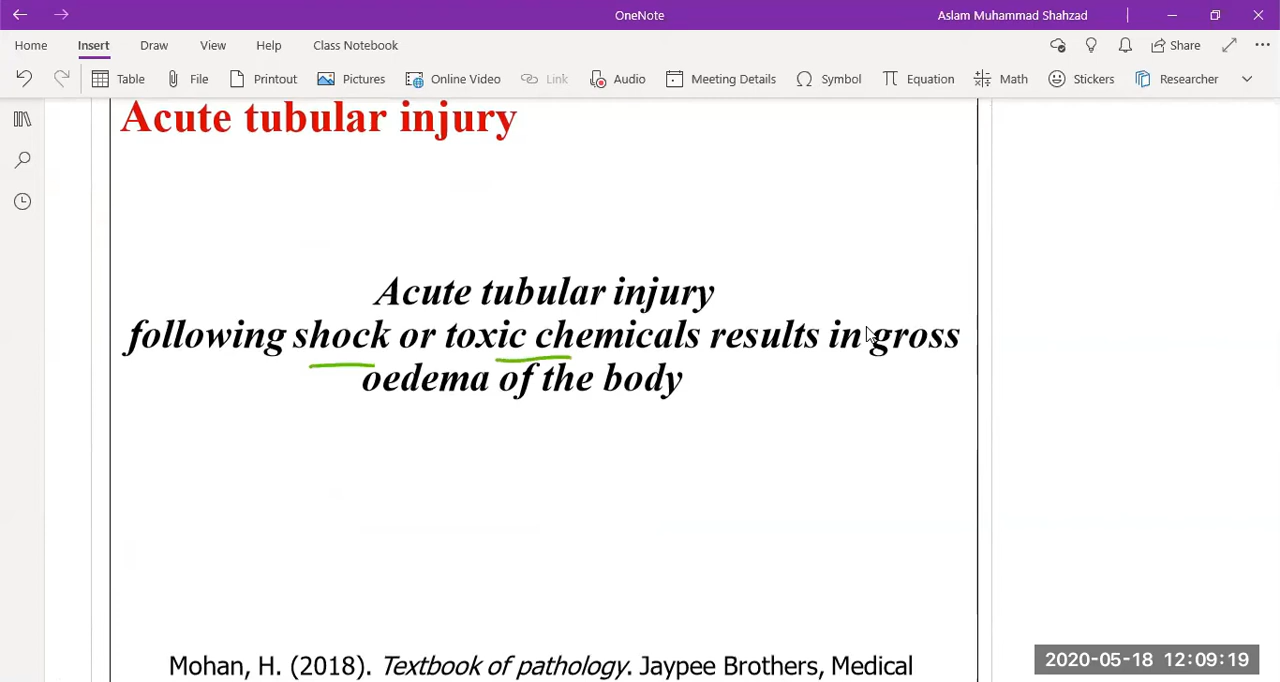 OneNote
Aslam Muhammad Shahzad
Home Insert Draw View Help Class Notebook
Share
Table File Printout Pictures Online Video Link Audio Meeting Details Symbol Equation Math Stickers Researcher
Acute tubular injury
Acute tubular injury
following shock or toxic chemicals results in gross
oedema of the body
Mohan, H. (2018). Textbook of pathology. Jaypee Brothers, Medical
2020-05-18 12:09:19